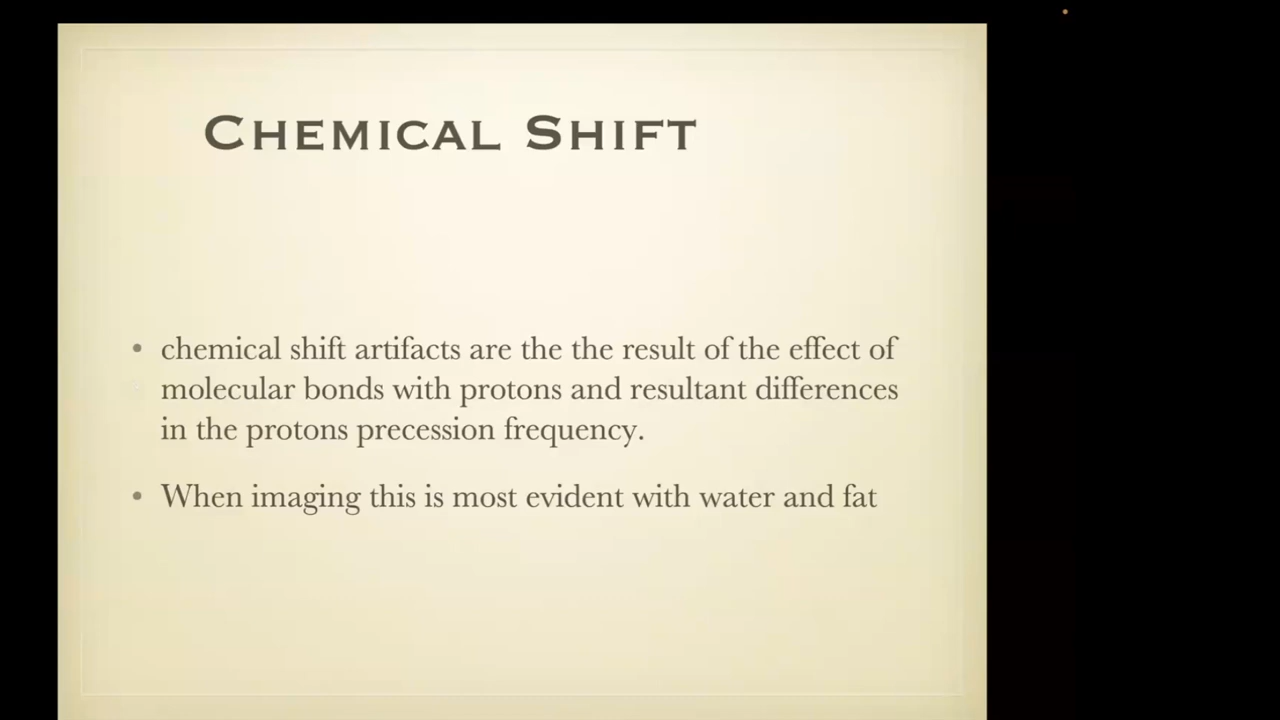 Chemical Shift
• chemical shift artifacts are the the result of the effect of
molecular bonds with protons and resultant differences
in the protons precession frequency.
• When imaging this is most evident with water and fat